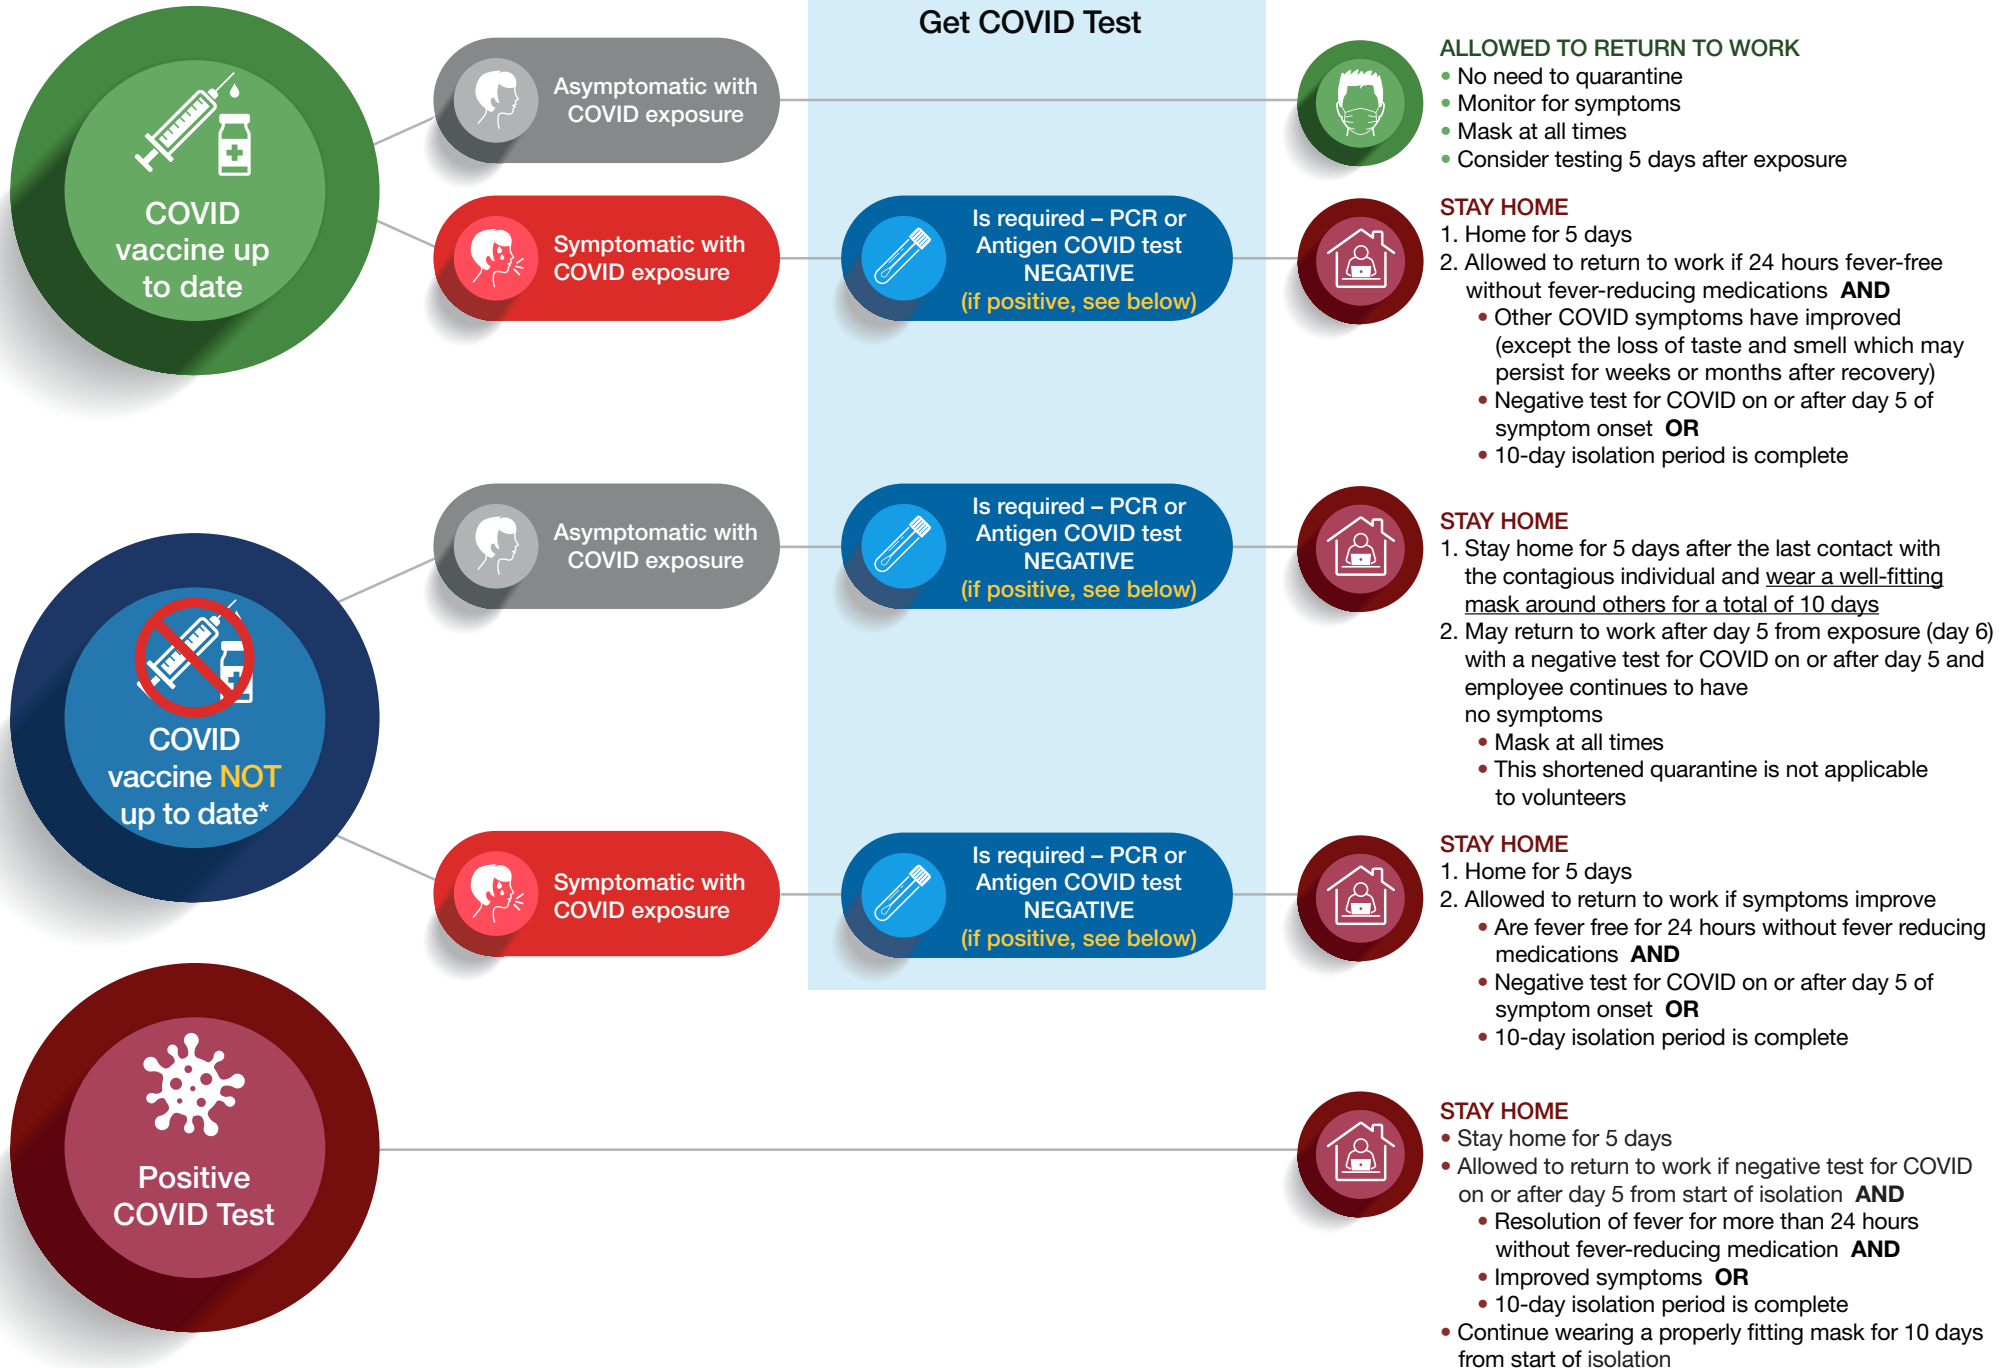 Get COVID Test
COVID
vaccine up
to date
Asymptomatic with
COVID exposure
ALLOWED TO RETURN TO WORK
• No need to quarantine
• Monitor for symptoms
• Mask at all times
• Consider testing 5 days after exposure
Symptomatic with
COVID exposure
Is required – PCR or
Antigen COVID test
NEGATIVE
(if positive, see below)
STAY HOME
1. Home for 5 days
2. Allowed to return to work if 24 hours fever-free
without fever-reducing medications AND
• Other COVID symptoms have improved
(except the loss of taste and smell which may
persist for weeks or months after recovery)
• Negative test for COVID on or after day 5 of
symptom onset OR
• 10-day isolation period is complete
COVID
vaccine NOT
up to date*
Asymptomatic with
COVID exposure
Is required – PCR or
Antigen COVID test
NEGATIVE
(if positive, see below)
STAY HOME
1. Stay home for 5 days after the last contact with
the contagious individual and wear a well-fitting
mask around others for a total of 10 days
2. May return to work after day 5 from exposure (day 6)
with a negative test for COVID on or after day 5 and
employee continues to have
no symptoms
• Mask at all times
• This shortened quarantine is not applicable
to volunteers
Symptomatic with
COVID exposure
Is required – PCR or
Antigen COVID test
NEGATIVE
(if positive, see below)
STAY HOME
1. Home for 5 days
2. Allowed to return to work if symptoms improve
• Are fever free for 24 hours without fever reducing
medications AND
• Negative test for COVID on or after day 5 of
symptom onset OR
• 10-day isolation period is complete
Positive
COVID Test
STAY HOME
• Stay home for 5 days
• Allowed to return to work if negative test for COVID
on or after day 5 from start of isolation AND
• Resolution of fever for more than 24 hours
without fever-reducing medication AND
• Improved symptoms OR
• 10-day isolation period is complete
• Continue wearing a properly fitting mask for 10 days
from start of isolation